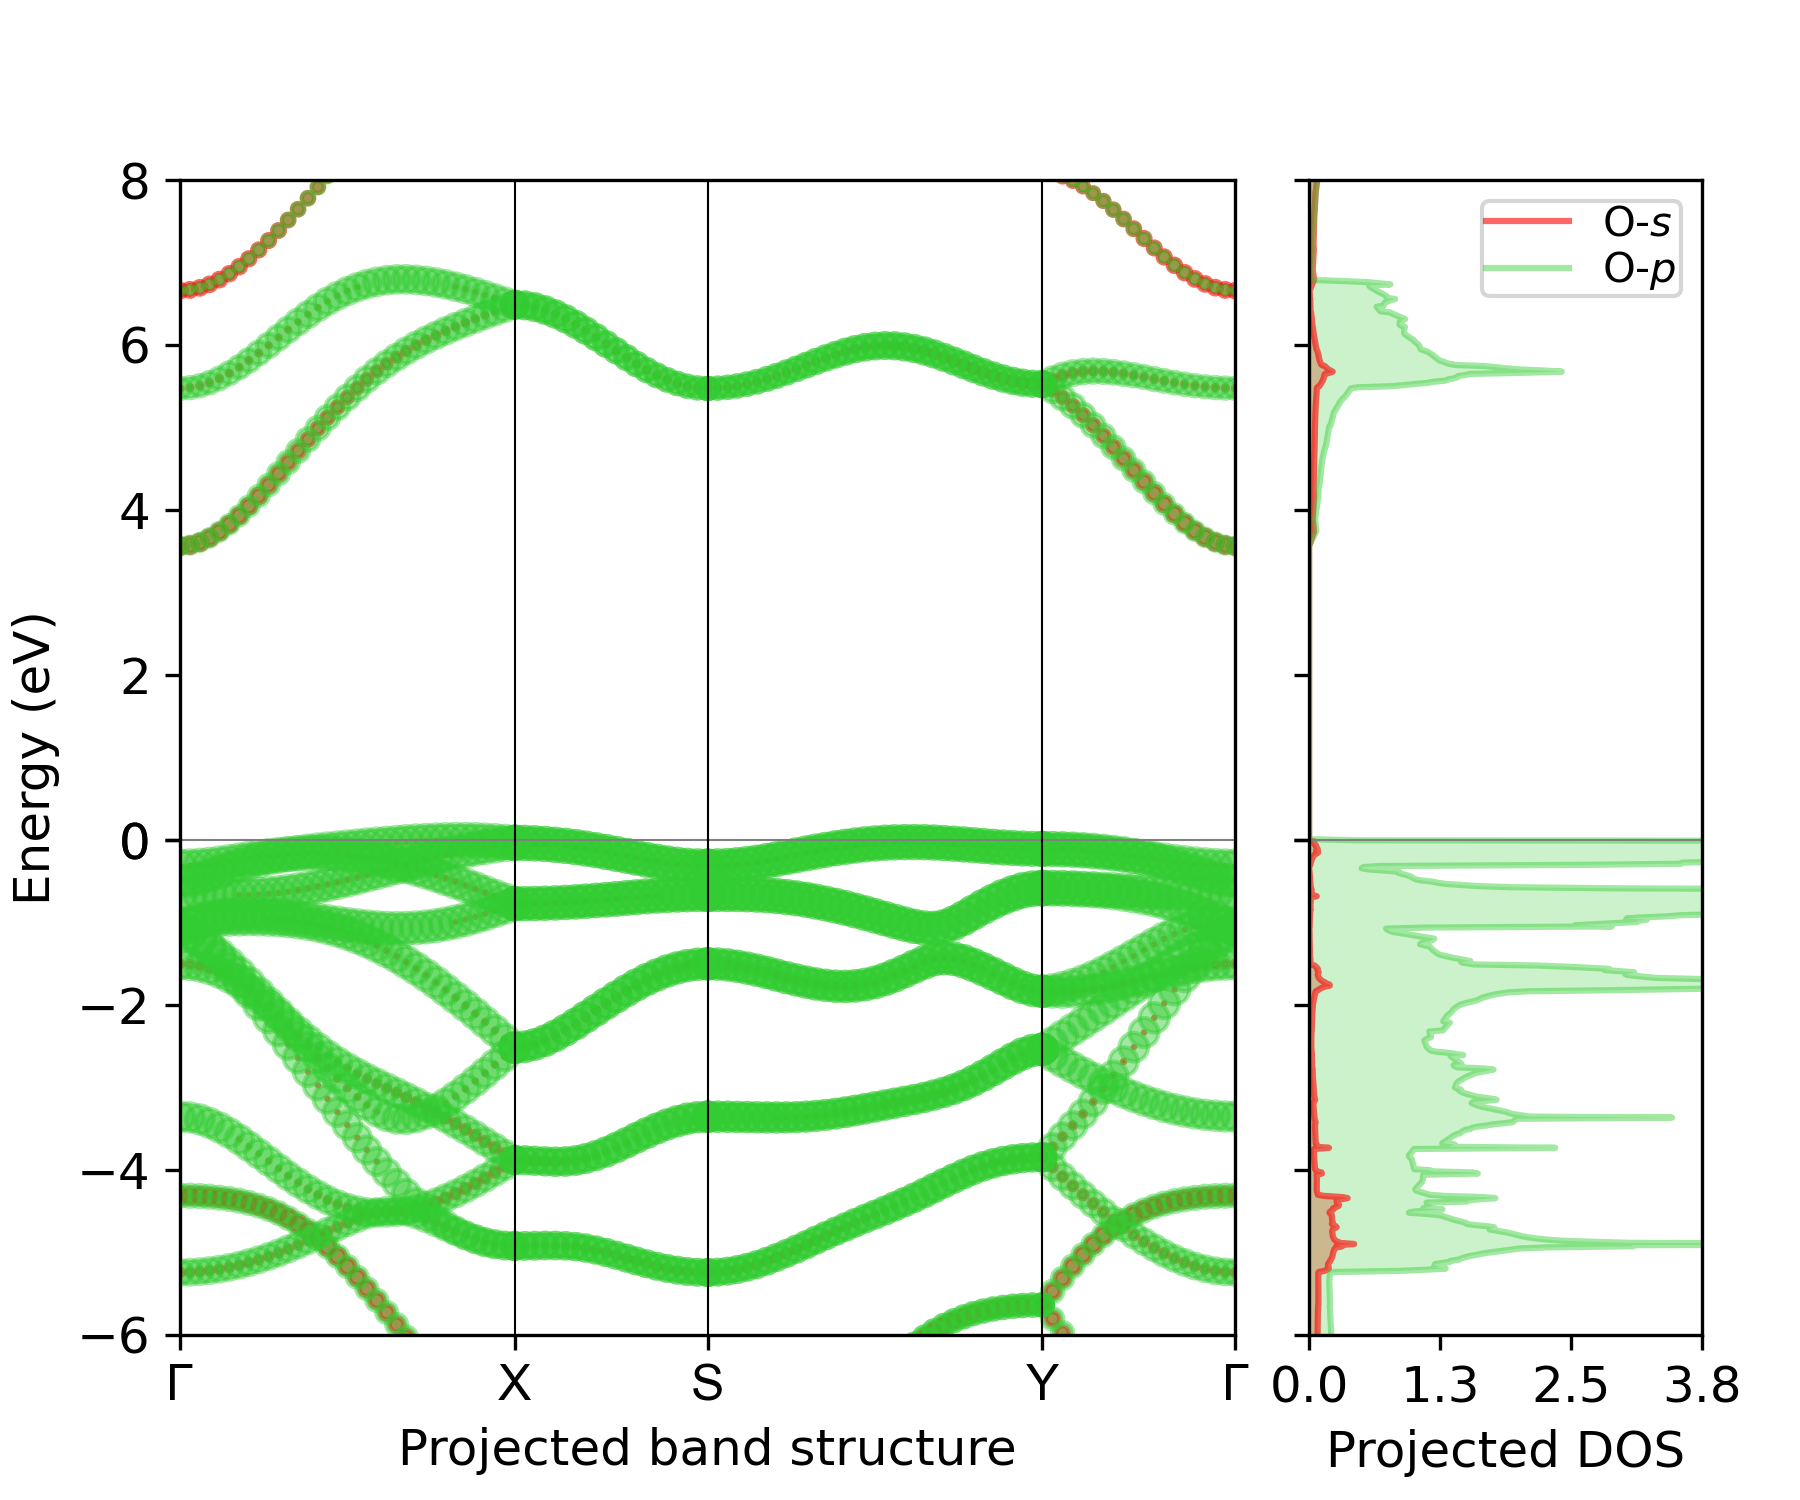 8
6
4
2
0
−2
−4
−6
Energy (eV)
Γ X S Y Γ
Projected band structure
O-s
O-p
0.0 1.3 2.5 3.8
Projected DOS